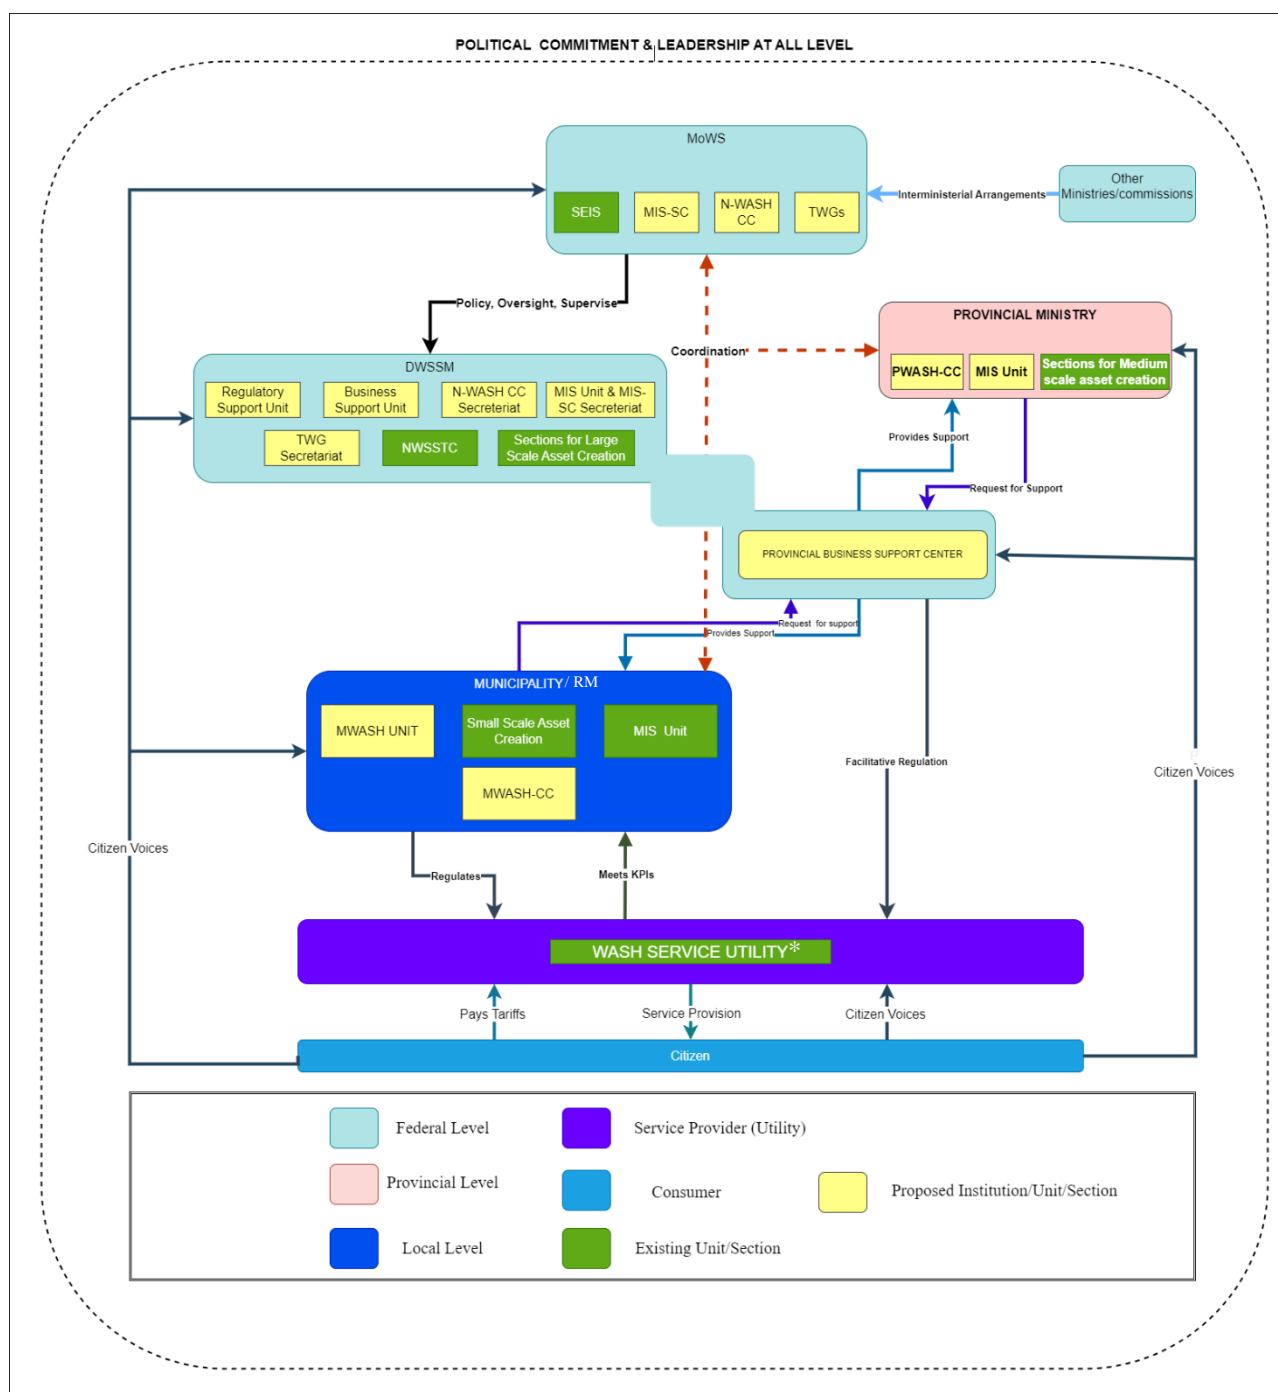 POLITICAL  COMMITMENT & LEADERSHIP AT ALL LEVEL
MoWS
SEIS
MIS-SC
N-WASH
CC
TWGs
Interministerial Arrangements
Other
Ministries/commissions
Policy, Oversight, Supervise
PROVINCIAL MINISTRY
PWASH-CC
MIS Unit
Sections for Medium
scale asset creation
Coordination
DWSSM
Regulatory
Support Unit
Business
Support Unit
N-WASH CC
Secreteriat
MIS Unit & MIS-
SC Secreteriat
TWG
Secretariat
NWSSTC
Sections for Large
Scale Asset Creation
Provides Support
Request for Support
PROVINCIAL BUSINESS SUPPORT CENTER
Request  for support
Provides Support
MUNICIPALITY/ RM
MWASH UNIT
Small Scale Asset
Creation
MIS  Unit
MWASH-CC
Facilitative Regulation
Citizen Voices
Citizen Voices
Regulates
Meets KPIs
WASH SERVICE UTILITY*
Pays Tariffs
Service Provision
Citizen Voices
Citizen
Federal Level
Service Provider (Utility)
Provincial Level
Consumer
Proposed Institution/Unit/Section
Local Level
Existing Unit/Section